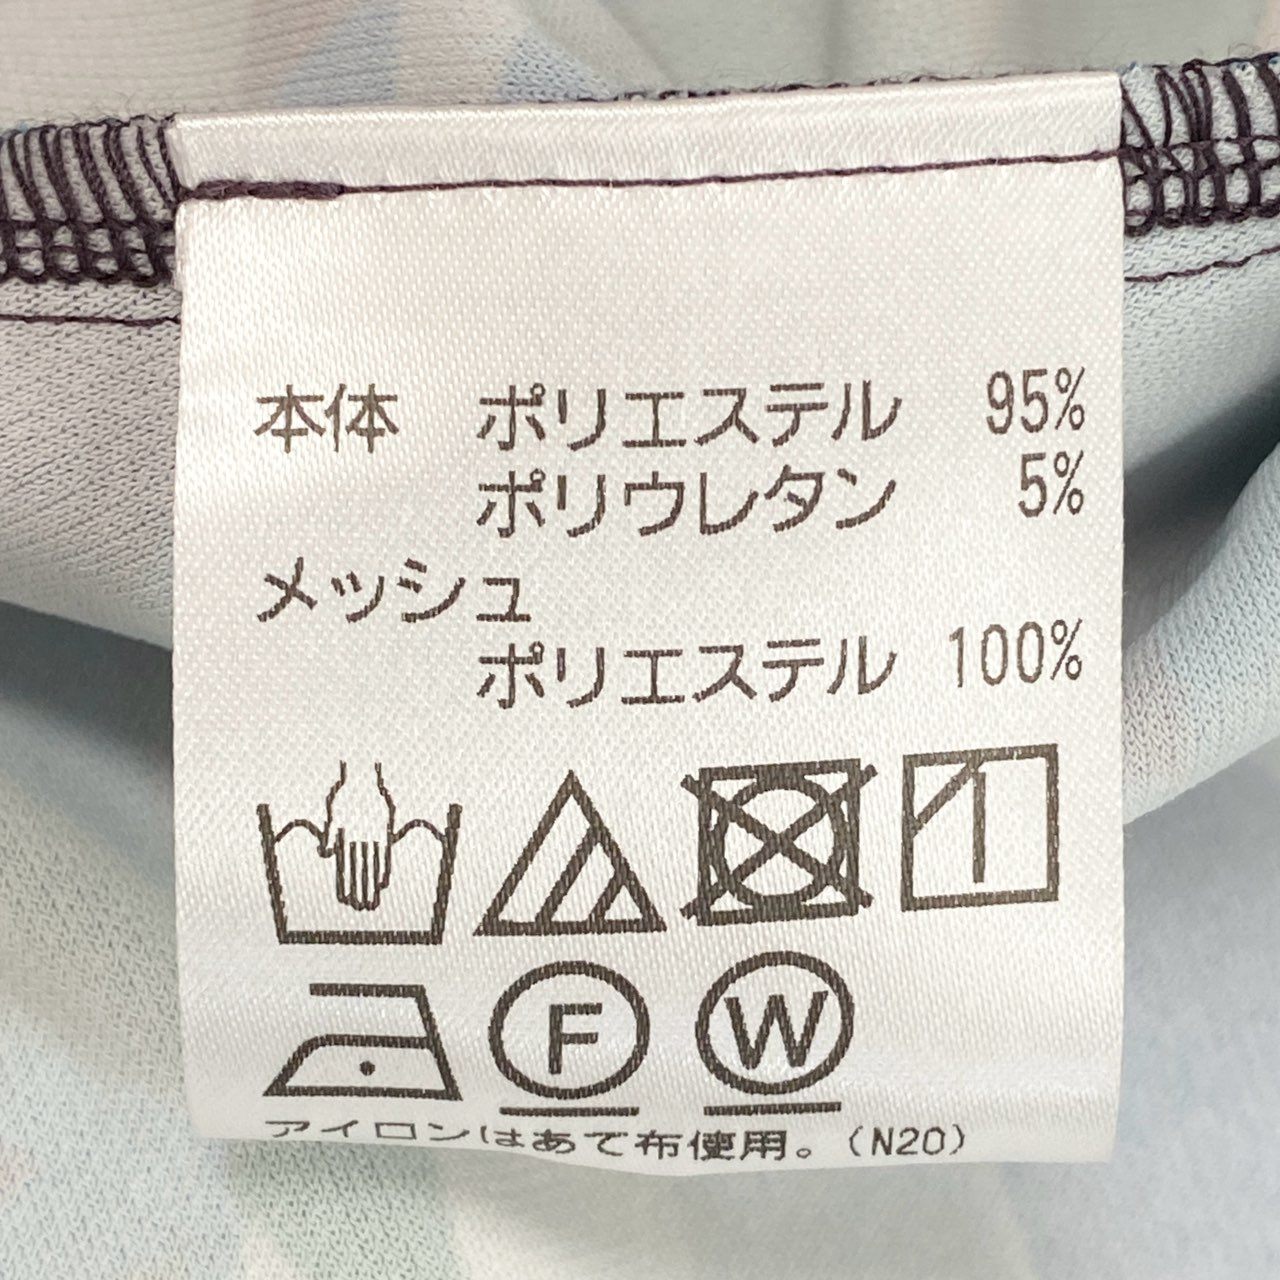 本体 ポリエステル 95%
ポリウレタン 5%
メッシュ
ポリエステル 100%
F W
アイロンはあて布使用。(N20)